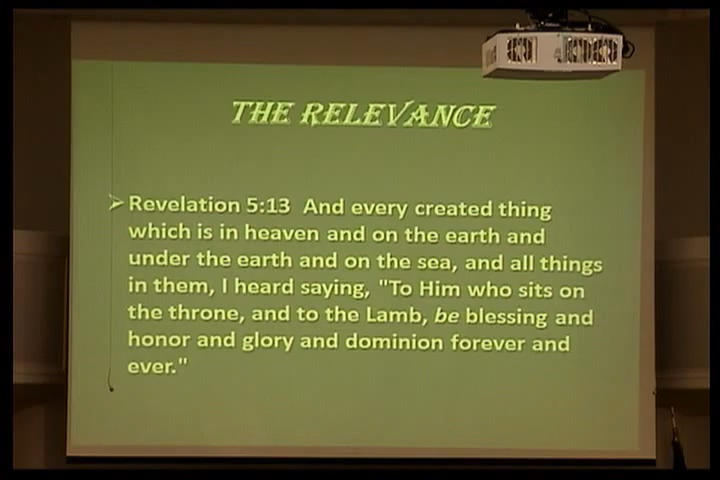 THE RELEVANCE
Revelation 5:13 And every created thing
which is in heaven and on the earth and
under the earth and on the sea, and all things
in them, I heard saying, "To Him who sits on
the throne, and to the Lamb, be blessing and
honor and glory and dominion forever and
ever."